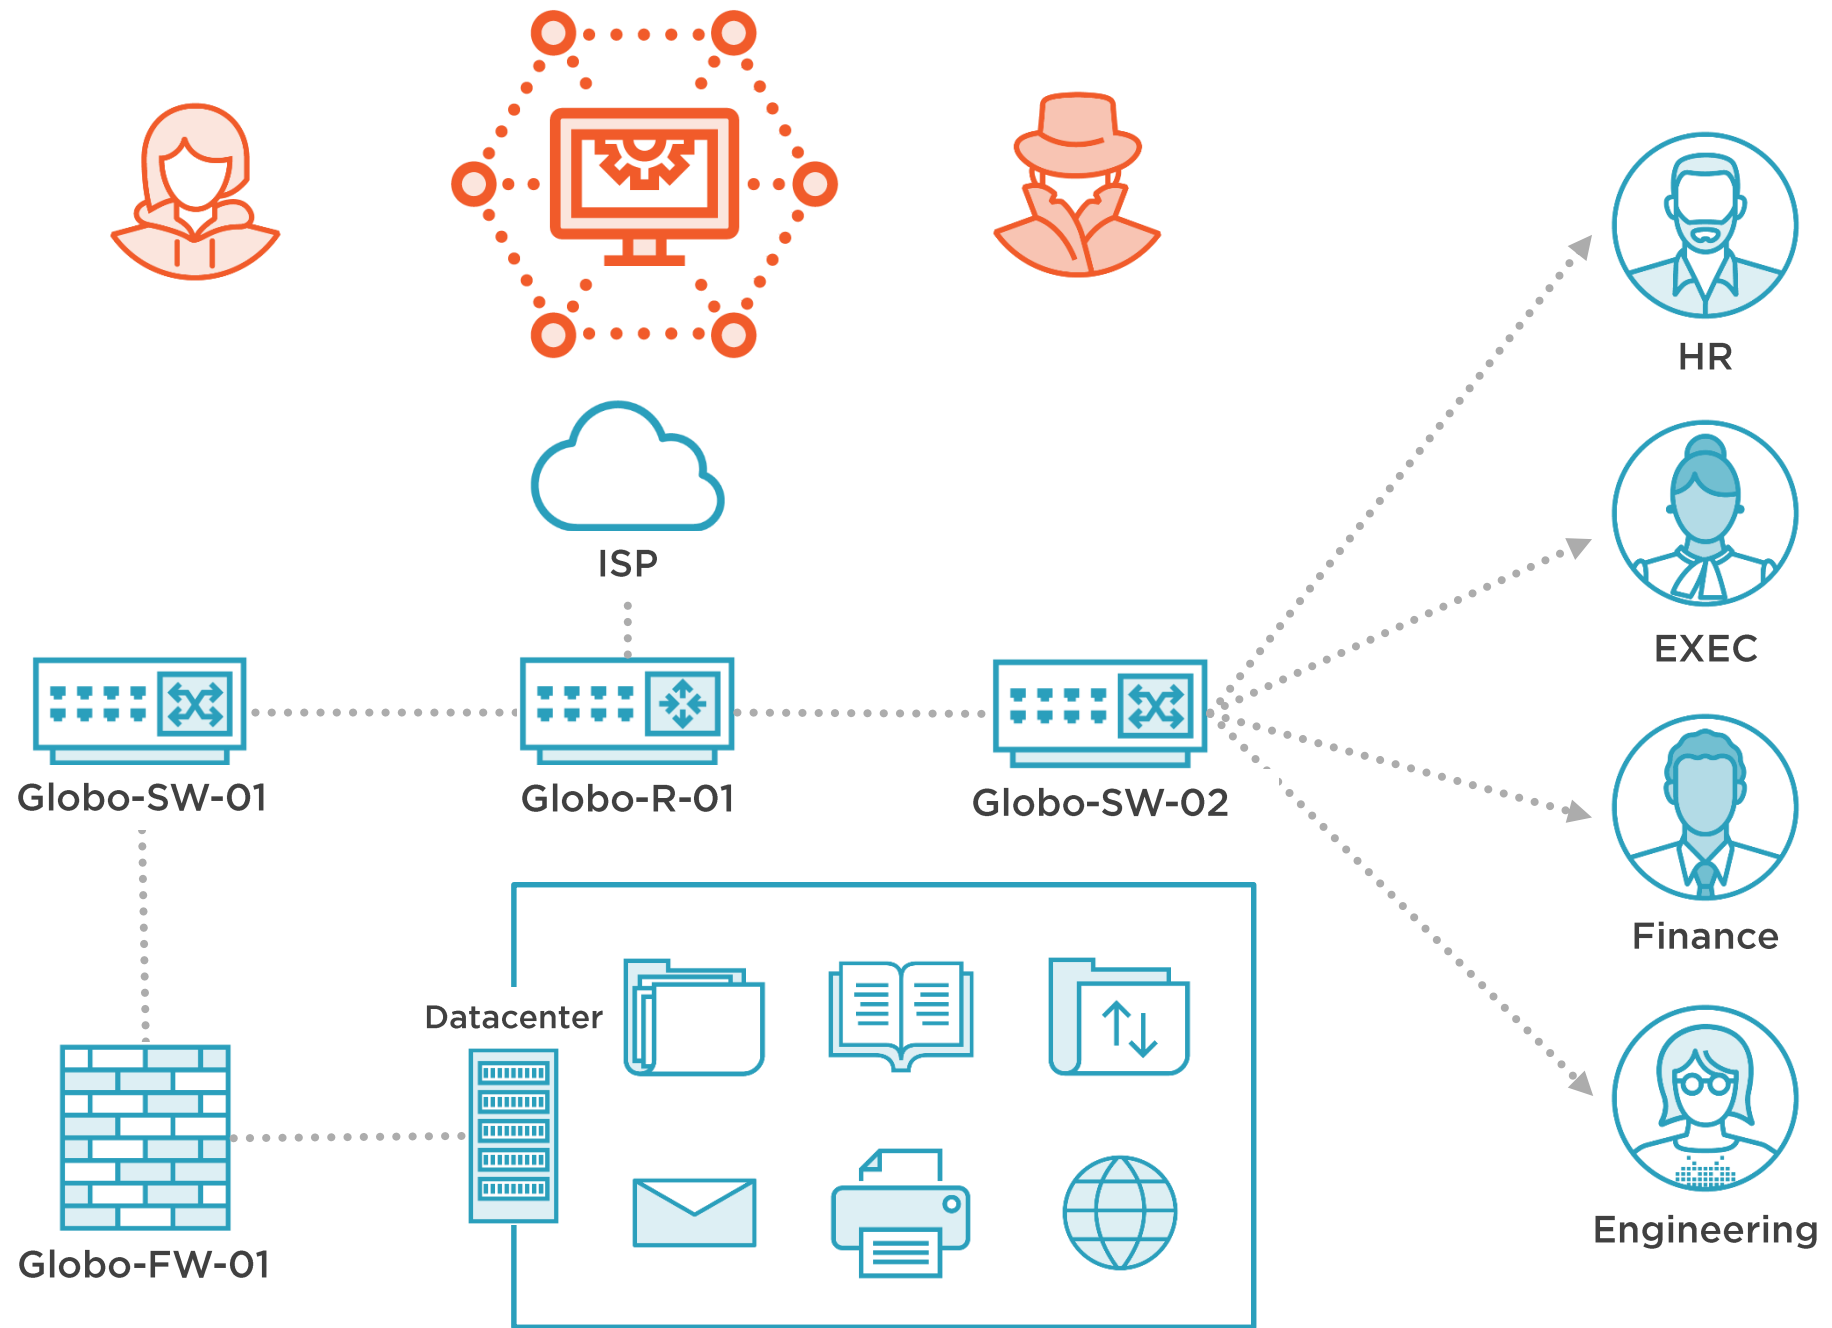 HR
ISP
EXEC
Globo-SW-01
Globo-R-01
Globo-SW-02
Finance
Datacenter
Engineering
Globo-FW-01